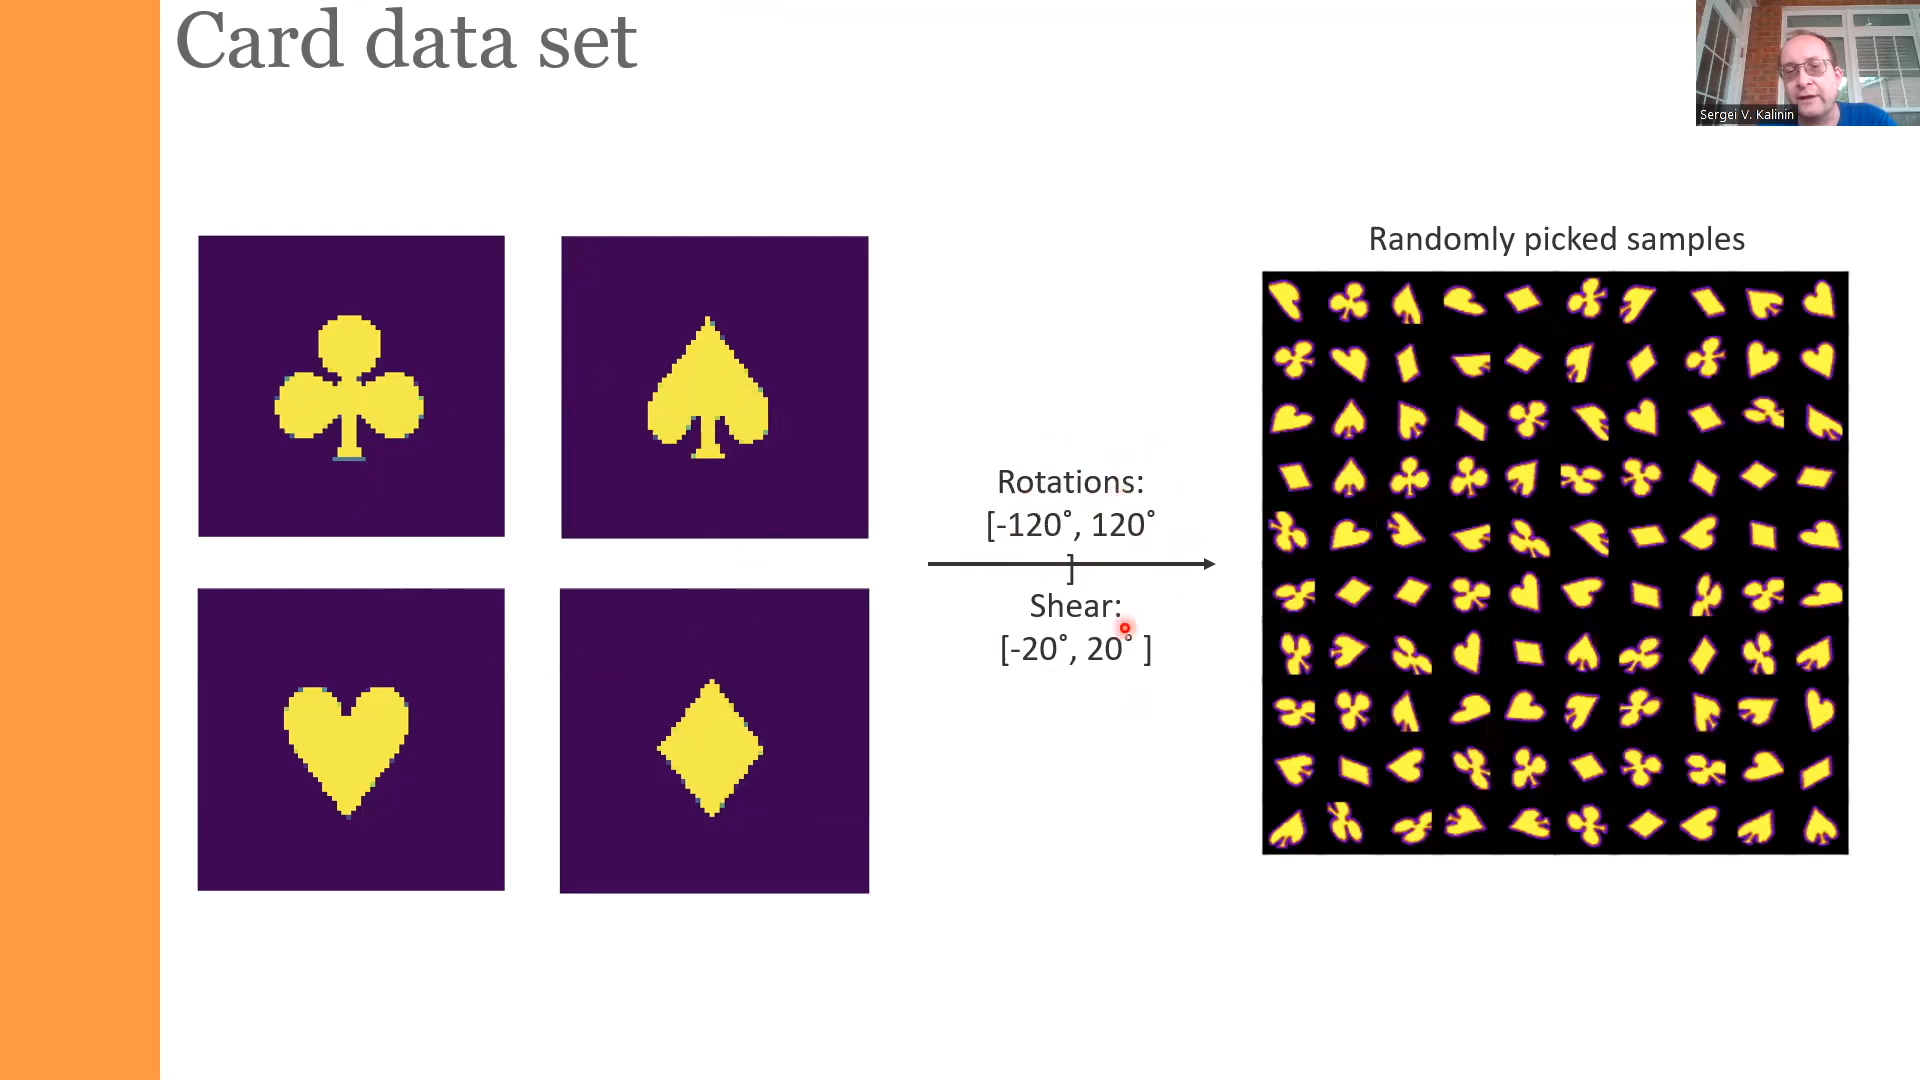 Card data set
Sergei V. Kalinin
Randomly picked samples
Rotations:
[-120˚, 120˚
]
Shear:
[-20˚, 20˚ ]